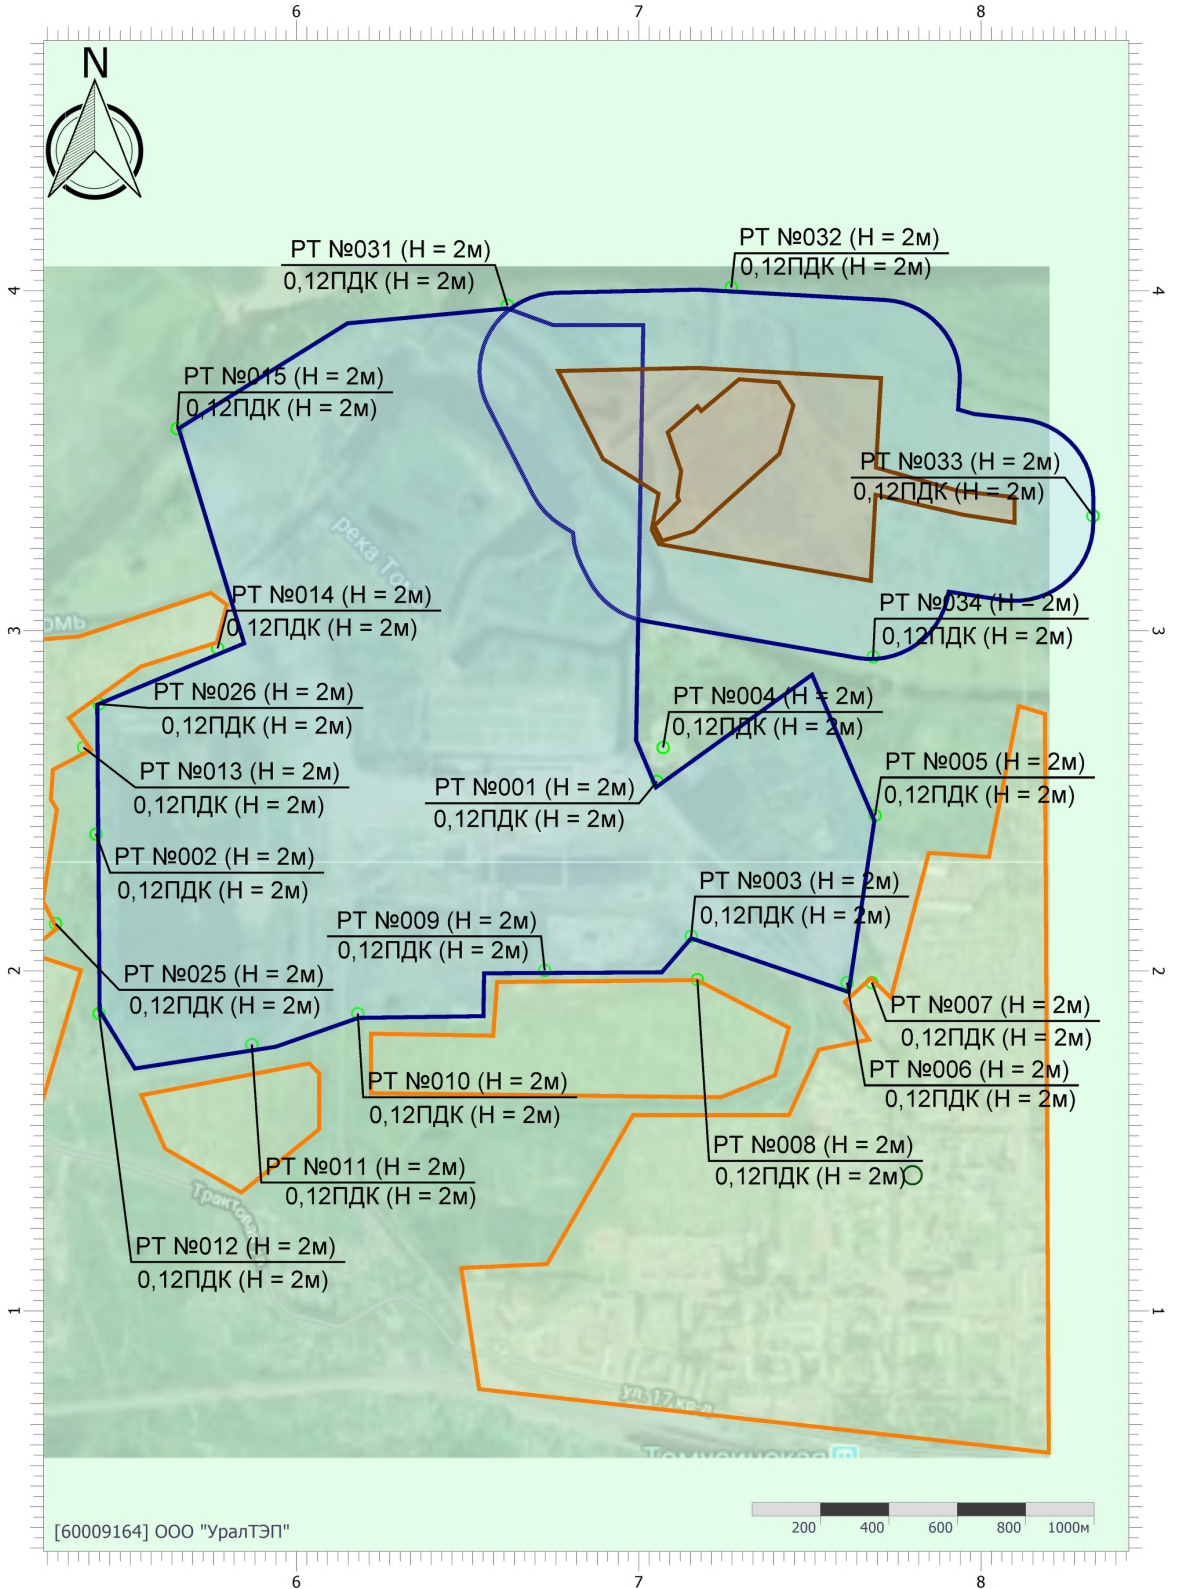 6 7 8
N
РТ №032 (Н = 2м)
0,12ПДК (Н = 2м)
РТ №031 (Н = 2м)
0,12ПДК (Н = 2м)
4 4
РТ №015 (Н = 2м)
0,12ПДК (Н = 2м)
РТ №033 (Н = 2м)
0,12ПДК (Н = 2м)
река Томь
РТ №014 (Н = 2м)
0,12ПДК (Н = 2м)
РТ №034 (Н = 2м)
0,12ПДК (Н = 2м)
омь
3 3
РТ №026 (Н = 2м)
0,12ПДК (Н = 2м)
РТ №004 (Н = 2м)
0,12ПДК (Н = 2м)
РТ №013 (Н = 2м)
0,12ПДК (Н = 2м)
РТ №001 (Н = 2м)
0,12ПДК (Н = 2м)
РТ №005 (Н = 2м)
0,12ПДК (Н = 2м)
РТ №002 (Н = 2м)
0,12ПДК (Н = 2м)
РТ №003 (Н = 2м)
0,12ПДК (Н = 2м)
РТ №009 (Н = 2м)
0,12ПДК (Н = 2м)
2 2
РТ №025 (Н = 2м)
0,12ПДК (Н = 2м)
РТ №007 (Н = 2м)
0,12ПДК (Н = 2м)
РТ №006 (Н = 2м)
0,12ПДК (Н = 2м)
РТ №010 (Н = 2м)
0,12ПДК (Н = 2м)
РТ №008 (Н = 2м)
0,12ПДК (Н = 2м)
РТ №011 (Н = 2м)
0,12ПДК (Н = 2м)
РТ №012 (Н = 2м)
0,12ПДК (Н = 2м)
1 1
ул. 17 кв-л
Томусинская
[60009164] ООО "УралТЭП"
200 400 600 800 1000м
6 7 8